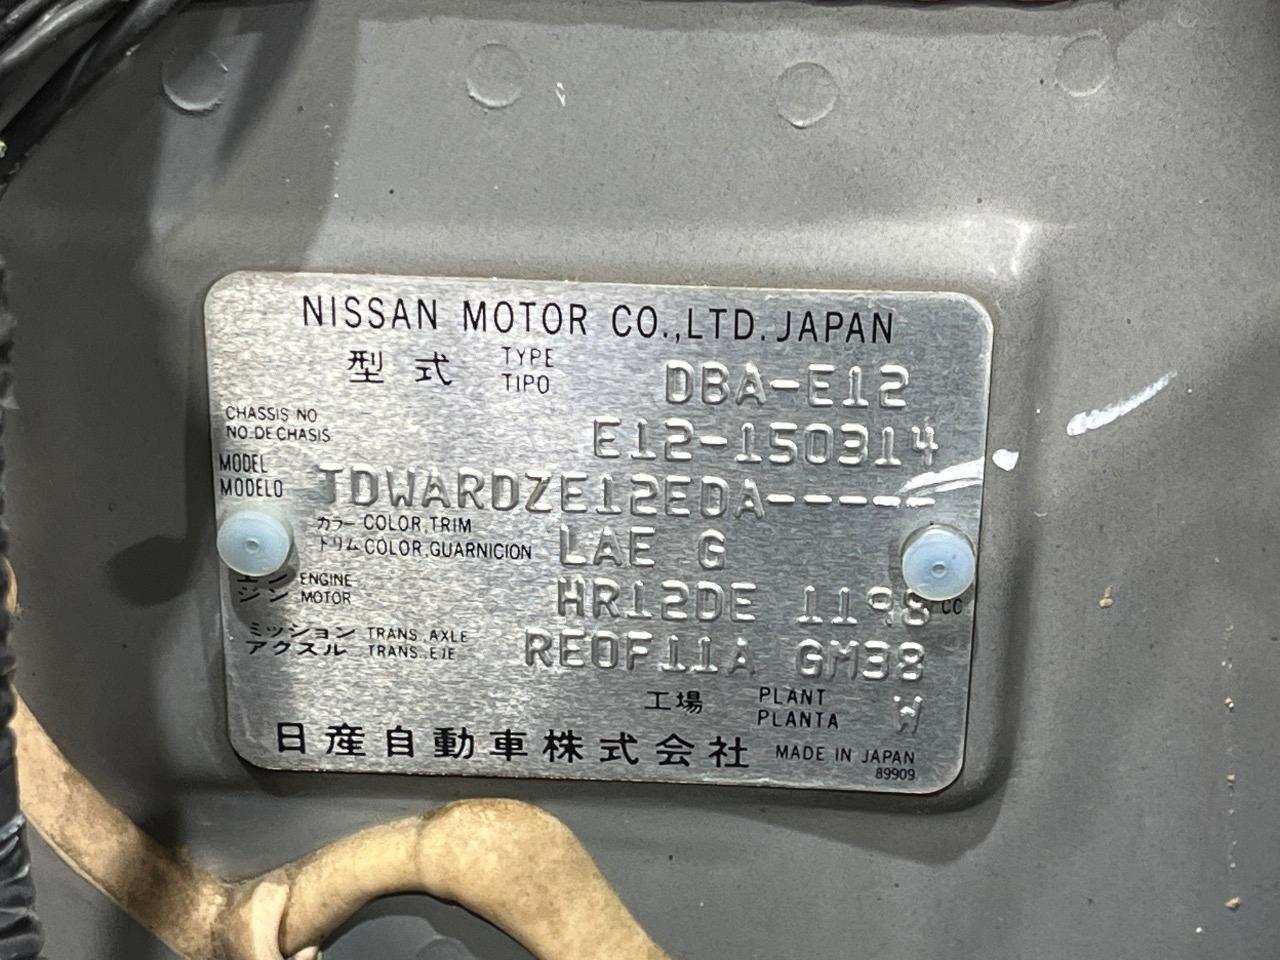 NISSAN MOTOR CO.,LTD. JAPAN
型式 TYPE TIPO DBA-E12
CHASSIS NO
NO.DE CHASIS E12-150314
MODEL
MODELO JDWARDZE12EDA-----
カラー COLOR,TRIM
トリム COLOR,GUARNICION LAE G
エン ENGINE
ジン MOTOR HR12DE 1198 CC
ミッション TRANS.AXLE
アクスル TRANS.EJE RE0F11A GM38
工場 PLANT
PLANTA W
日産自動車株式会社 MADE IN JAPAN
89909